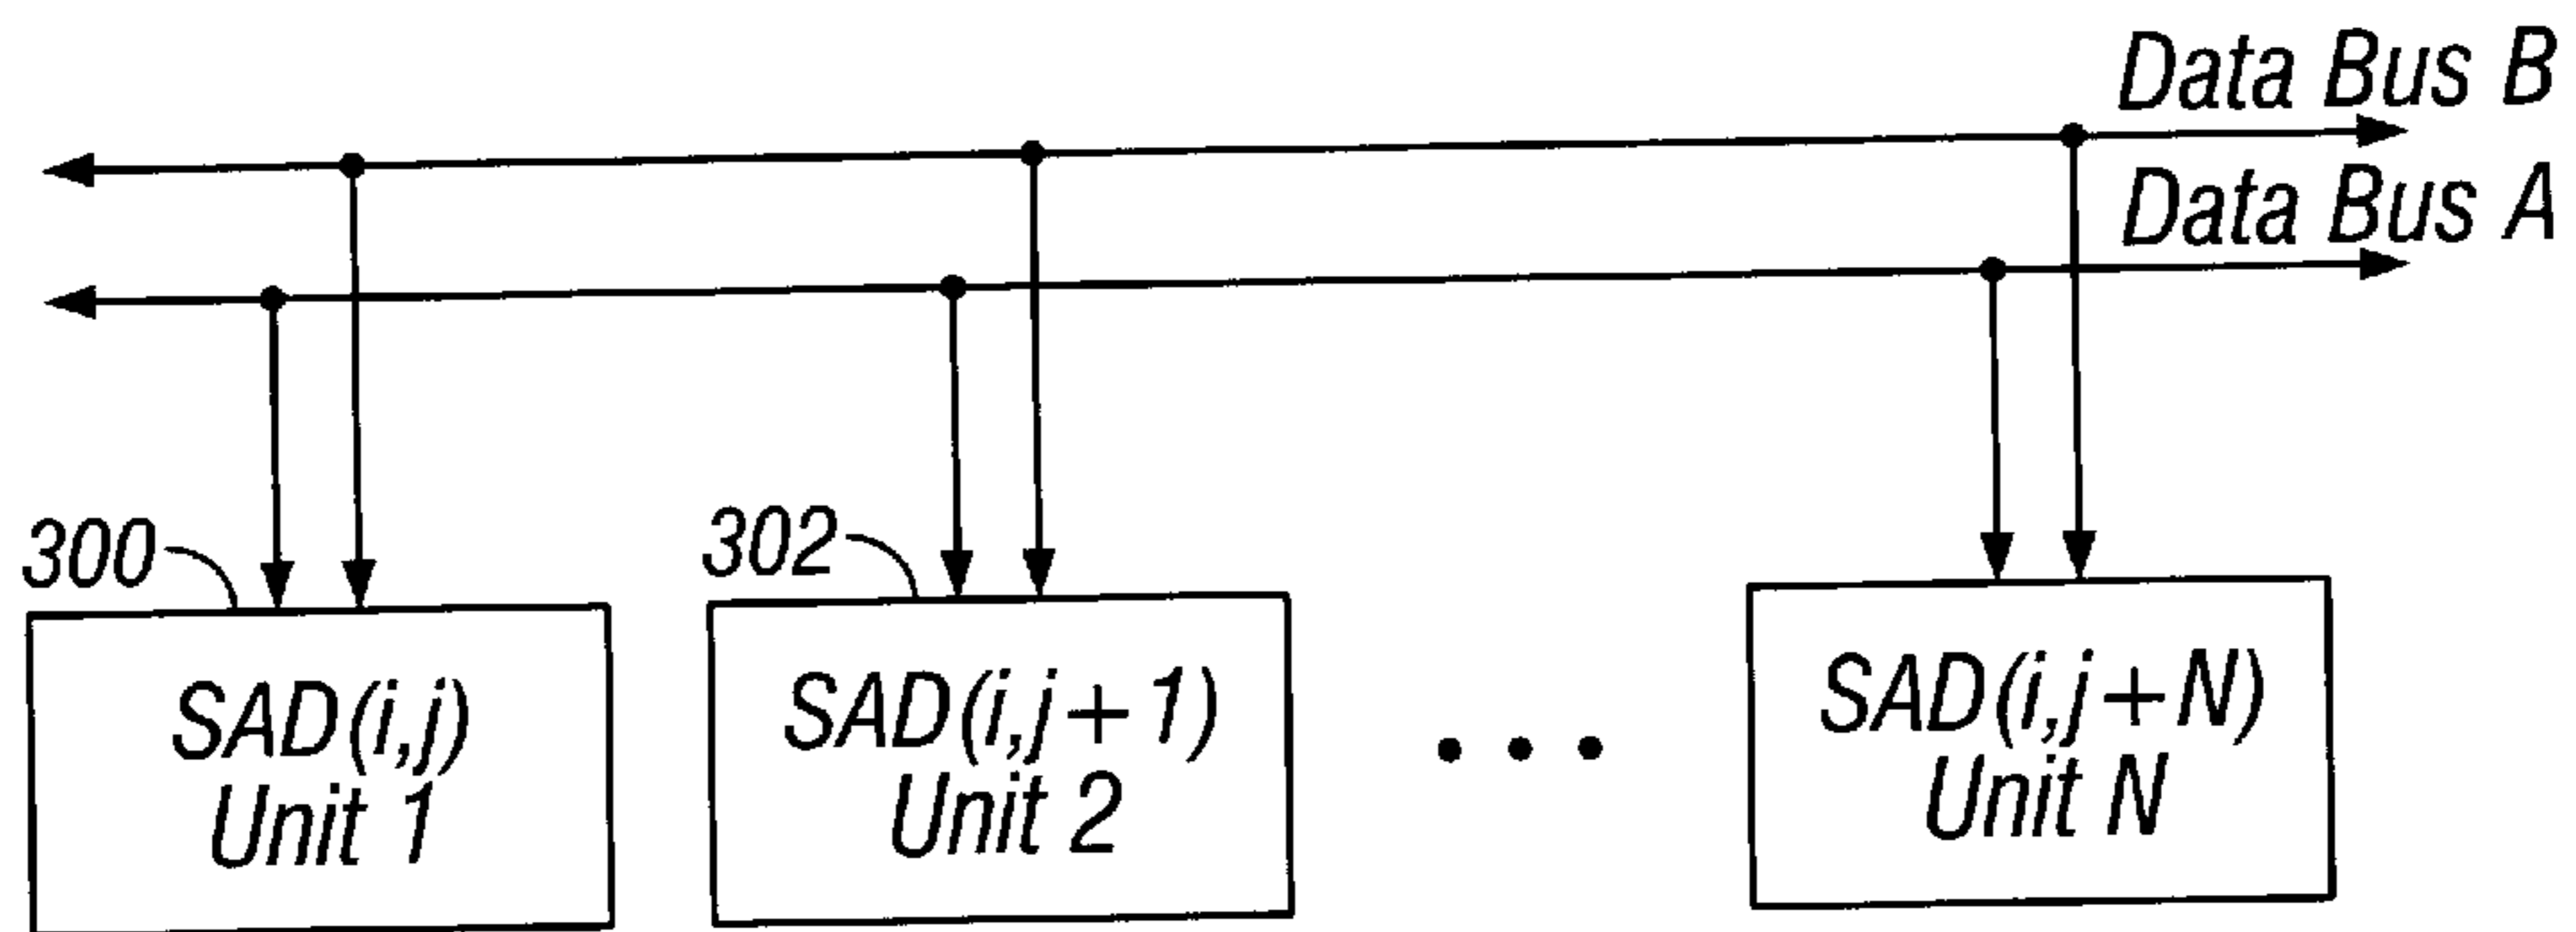 Data Bus B
Data Bus A
300
302
SAD(i,j)
Unit 1
SAD(i,j+1)
Unit 2
• • •
SAD(i,j+N)
Unit N